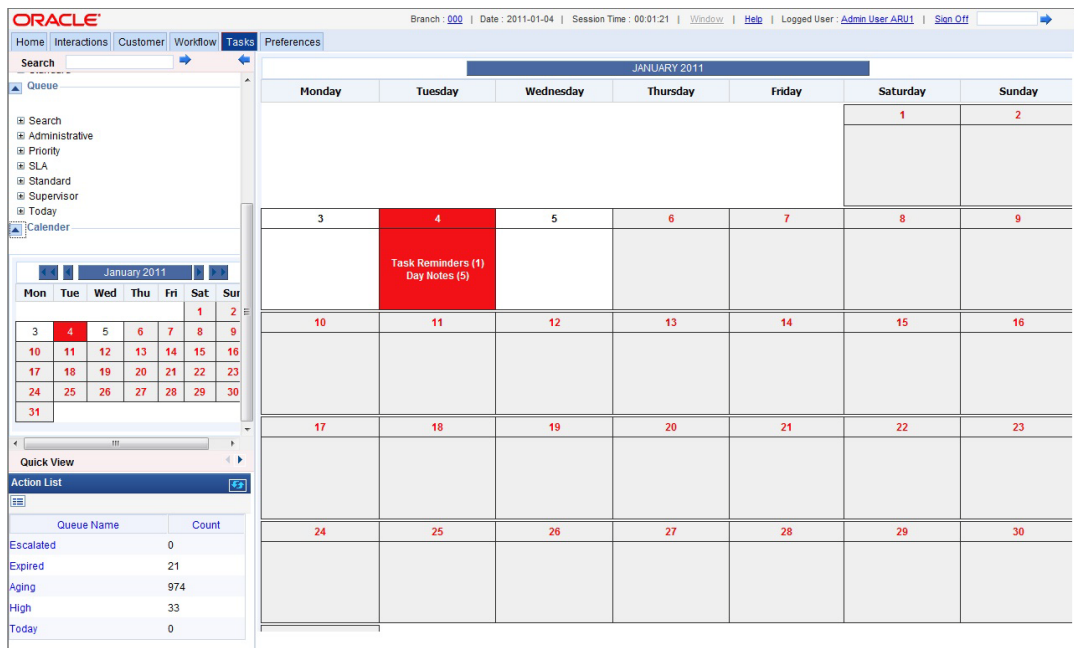 ORACLE
Branch : 000 | Date : 2011-01-04 | Session Time : 00:01:21 | Window | Help | Logged User : Admin User ARU1 | Sign Off
Home Interactions Customer Workflow Tasks Preferences
Search
Queue
Search
Administrative
Priority
SLA
Standard
Supervisor
Today
Calender
January 2011
Mon Tue Wed Thu Fri Sat Sun
1 2
3 4 5 6 7 8 9
10 11 12 13 14 15 16
17 18 19 20 21 22 23
24 25 26 27 28 29 30
31
Quick View
Action List
Queue Name Count
Escalated 0
Expired 21
Aging 974
High 33
Today 0
JANUARY 2011
Monday Tuesday Wednesday Thursday Friday Saturday Sunday
1 2
3 4 5 6 7 8 9
Task Reminders (1)
Day Notes (5)
10 11 12 13 14 15 16
17 18 19 20 21 22 23
24 25 26 27 28 29 30